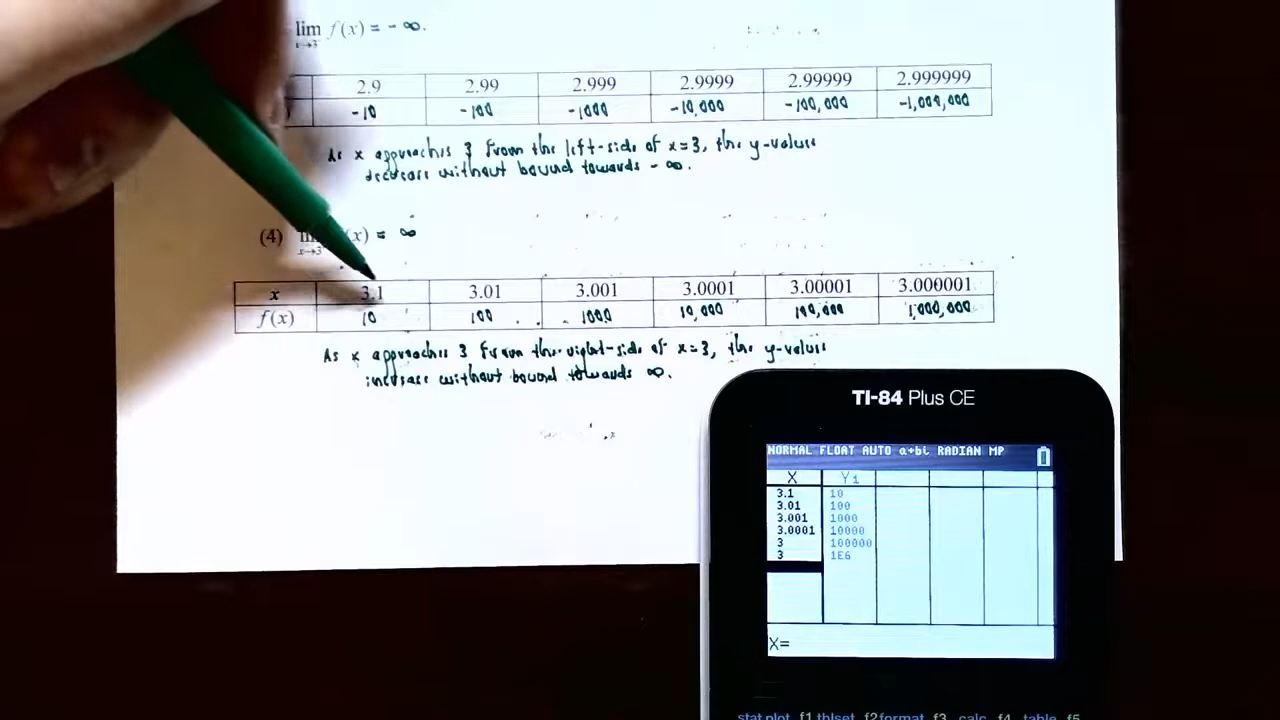 lim f(x) = - ∞.
x→3
2.9 2.99 2.999 2.9999 2.99999 2.999999
-10 -100 -1000 -10,000 -100,000 -1,000,000
As x approaches 3 from the left-side of x=3, the y-values
decrease without bound towards -∞.
(4) (x) = ∞
x→3
x 3.1 3.01 3.001 3.0001 3.00001 3.000001
f(x) 10 100 1000 10,000 100,000 1,000,000
As x approaches 3 from the right-side of x=3, the y-values
increase without bound towards ∞.
TI-84 Plus CE
NORMAL FLOAT AUTO a+bi RADIAN MP
X Y1
3.1 10
3.01 100
3.001 1000
3.0001 10000
3 100000
3 1E6
X=
stat plot f1 tblset f2 format f3 calc f4 table f5